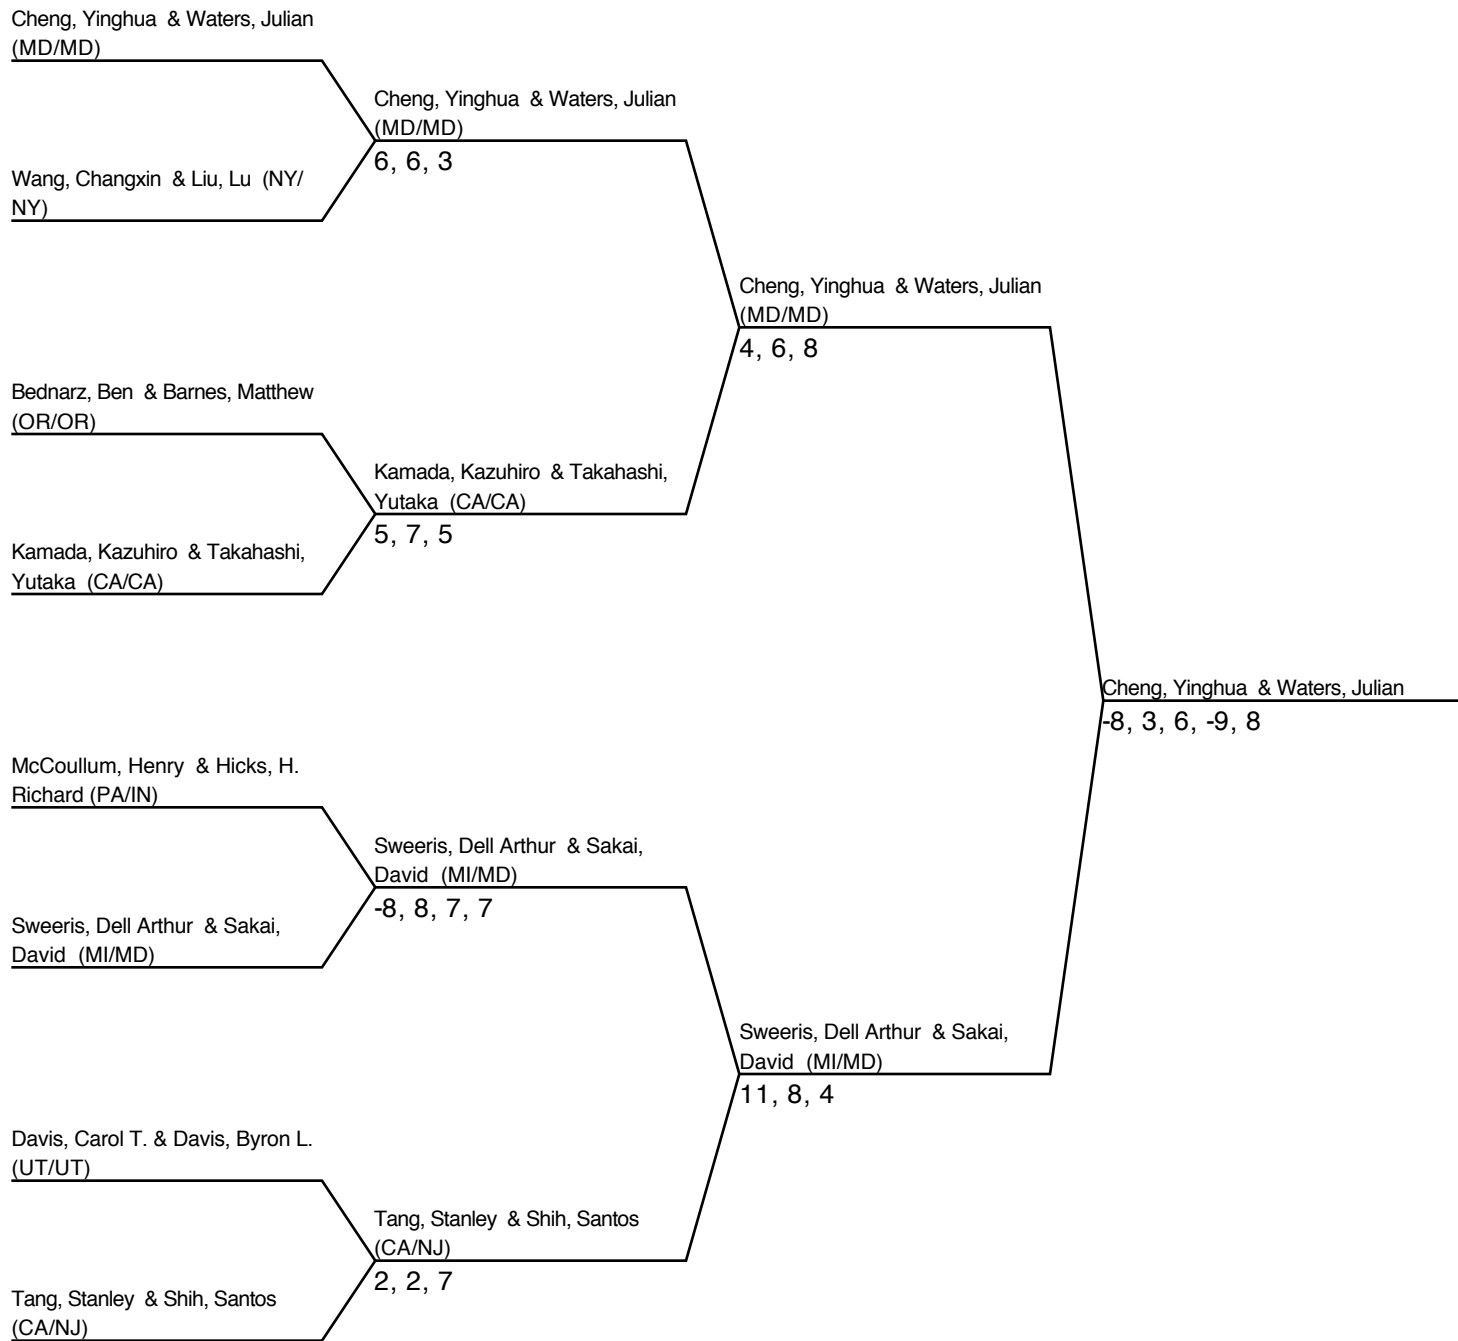 Cheng, Yinghua & Waters, Julian
(MD/MD)
Wang, Changxin & Liu, Lu (NY/
NY)
Cheng, Yinghua & Waters, Julian
(MD/MD)
6, 6, 3
Bednarz, Ben & Barnes, Matthew
(OR/OR)
Kamada, Kazuhiro & Takahashi,
Yutaka (CA/CA)
Kamada, Kazuhiro & Takahashi,
Yutaka (CA/CA)
5, 7, 5
Cheng, Yinghua & Waters, Julian
(MD/MD)
4, 6, 8
McCoullum, Henry & Hicks, H.
Richard (PA/IN)
Sweeris, Dell Arthur & Sakai,
David (MI/MD)
Sweeris, Dell Arthur & Sakai,
David (MI/MD)
-8, 8, 7, 7
Davis, Carol T. & Davis, Byron L.
(UT/UT)
Tang, Stanley & Shih, Santos
(CA/NJ)
Tang, Stanley & Shih, Santos
(CA/NJ)
2, 2, 7
Sweeris, Dell Arthur & Sakai,
David (MI/MD)
11, 8, 4
Cheng, Yinghua & Waters, Julian
-8, 3, 6, -9, 8